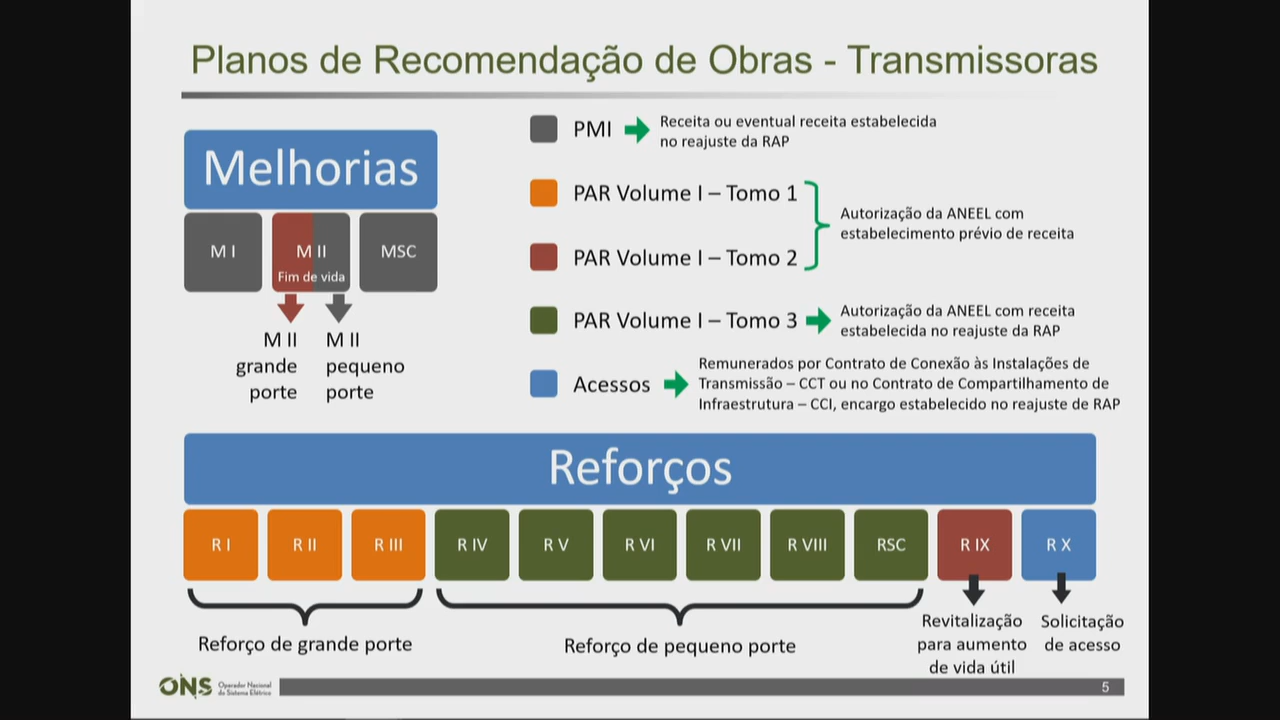 Planos de Recomendação de Obras - Transmissoras
Melhorias
M I
M II
Fim de vida
MSC
M II
grande
porte
M II
pequeno
porte
PMI
Receita ou eventual receita estabelecida
no reajuste da RAP
PAR Volume I – Tomo 1
PAR Volume I – Tomo 2
Autorização da ANEEL com
estabelecimento prévio de receita
PAR Volume I – Tomo 3
Autorização da ANEEL com receita
estabelecida no reajuste da RAP
Acessos
Remunerados por Contrato de Conexão às Instalações de
Transmissão – CCT ou no Contrato de Compartilhamento de
Infraestrutura – CCI, encargo estabelecido no reajuste de RAP
Reforços
R I
R II
R III
R IV
R V
R VI
R VII
R VIII
RSC
R IX
R X
Reforço de grande porte
Reforço de pequeno porte
Revitalização
para aumento
de vida útil
Solicitação
de acesso
ONS
Operador Nacional
do Sistema Elétrico
5